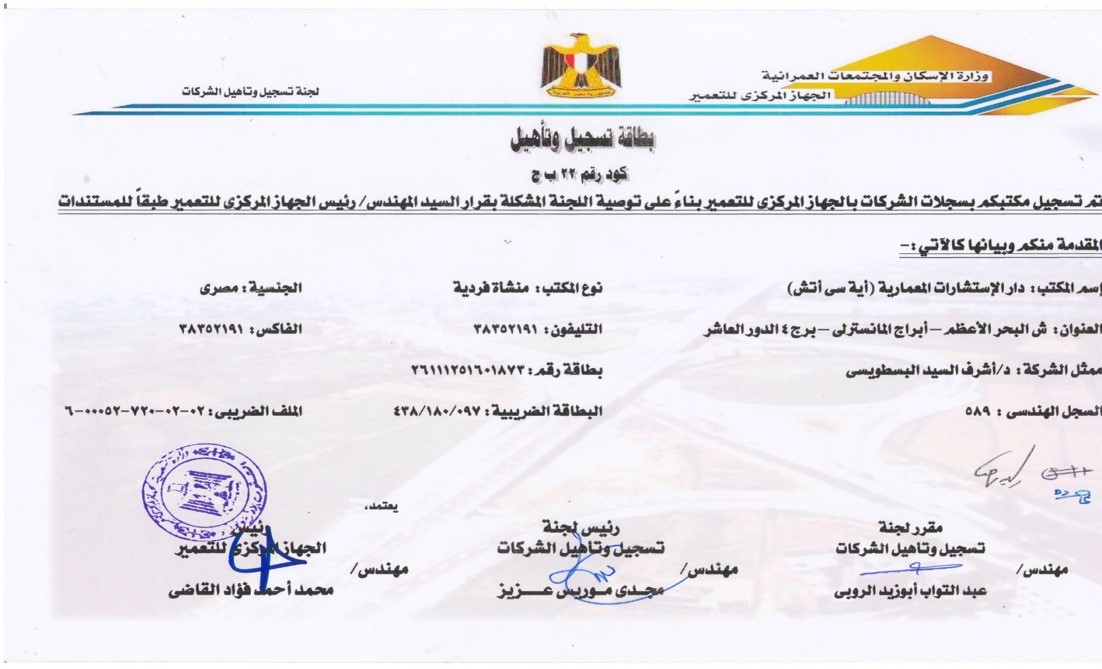 وزارة الإسكان والمجتمعات العمرانية
الجهاز المركزى للتعمير
لجنة تسجيل وتاهيل الشركات
بطاقة تسجيل وتأهيل
كود رقم ٢٢ ب ج
تم تسجيل مكتبكم بسجلات الشركات بالجهاز المركزى للتعمير بناءً على توصية اللجنة المشكلة بقرار السيد المهندس/ رئيس الجهاز المركزى للتعمير طبقاً للمستندات
المقدمة منكم وبيانها كالآتي:-
إسم المكتب: دار الإستشارات المعمارية (أية سى أتش) نوع المكتب: منشاة فردية الجنسية: مصرى
العنوان: ش البحر الأعظم – أبراج المانسترلى – برج ٤ الدور العاشر التليفون: ٣٨٣٥٢١٩١ الفاكس: ٣٨٣٥٢١٩١
ممثل الشركة: د/أشرف السيد البسطويسى بطاقة رقم: ٢٦١١١٢٥١٦٠١٨٧٣
السجل الهندسى: ٥٨٩ البطاقة الضريبية: ٤٣٨/١٨٠/٠٩٧ الملف الضريبى: ٠٢-٠٢-٧٢٠-٠٠٠٥٢-٦
يعتمد،
مقرر لجنة رئيس لجنة رئيس
تسجيل وتاهيل الشركات تسجيل وتاهيل الشركات الجهاز المركزى للتعمير
مهندس/ مهندس/ مهندس/
عبد التواب أبوزيد الروبى مجدى موريس عزيز محمد أحمد فؤاد القاضى